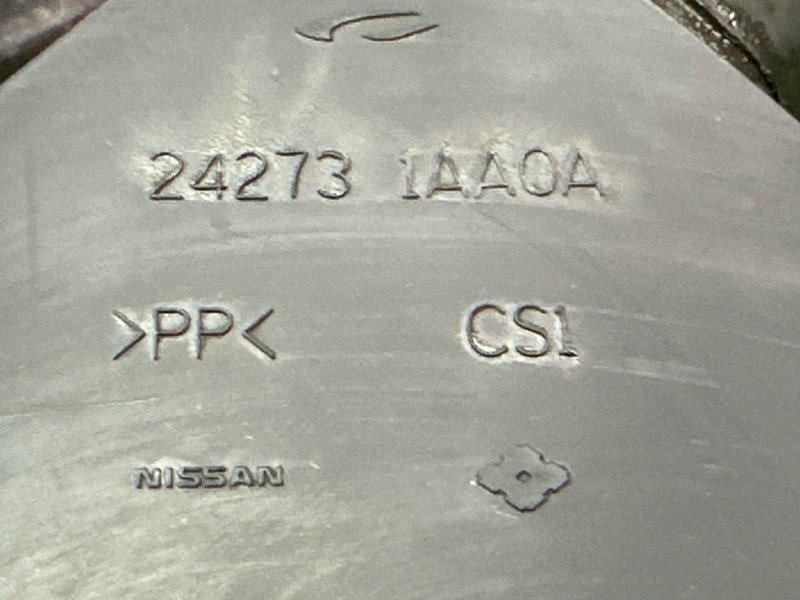 24273 1AA0A
>PP< CS1
NISSAN